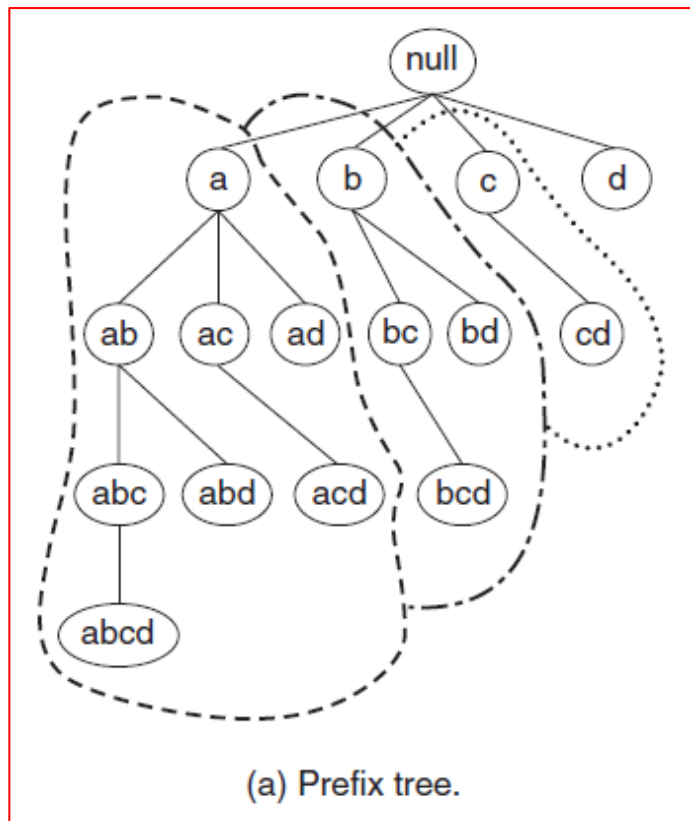 null
a b c d
ab ac ad bc bd cd
abc abd acd bcd
abcd
(a) Prefix tree.